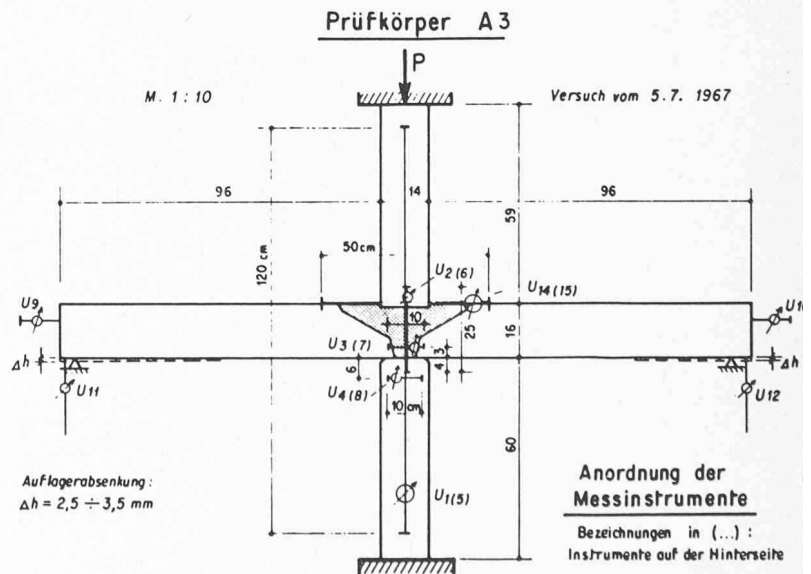 Prüfkörper A3
P
M. 1 : 10
Versuch vom 5.7. 1967
96
14
96
59
120 cm
50cm
U2(6)
U14(15)
U9
10
25
16
U3(7)
3
4
6
Δh
Δh
U11
U4(8)
10 cm
U12
60
Auflagerabsenkung :
Δh = 2,5 ÷ 3,5 mm
U1(5)
Anordnung der
Messinstrumente
Bezeichnungen in (...) :
Instrumente auf der Hinterseite